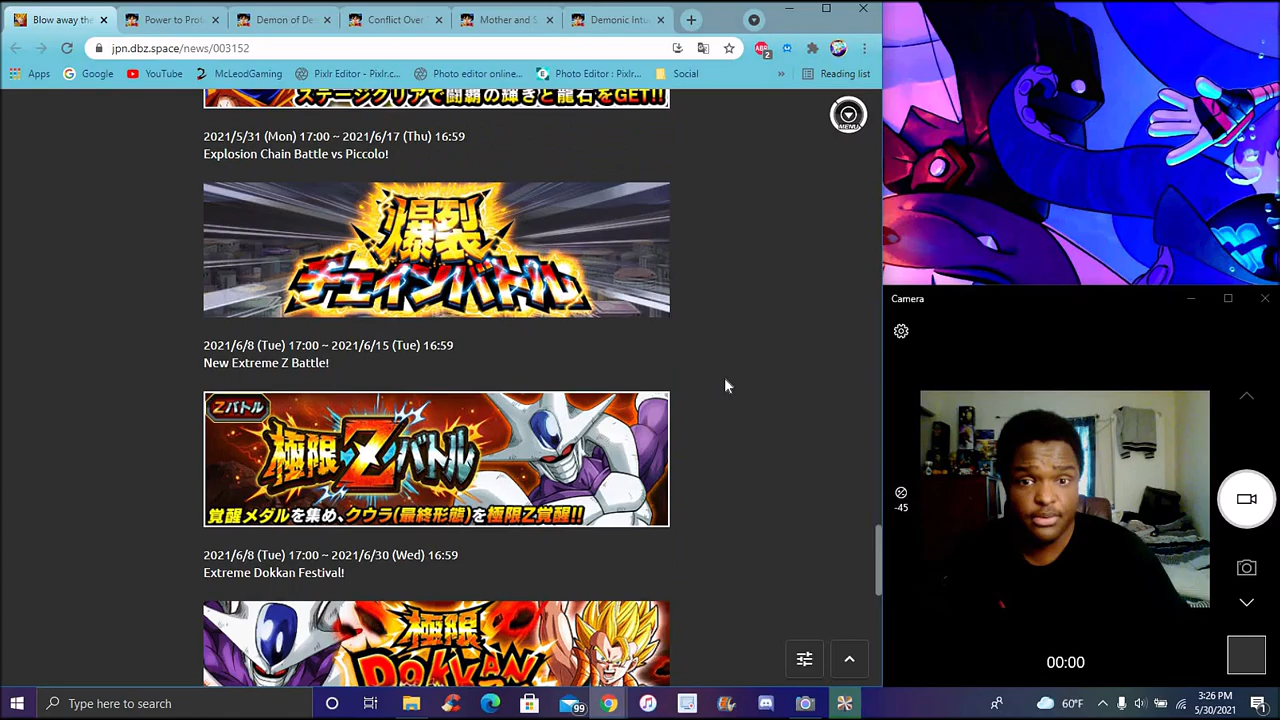 Blow away the
Power to Prot
Demon of De
Conflict Over
Mother and S
Demonic Intu
jpn.dbz.space/news/003152
2
Apps
Google
YouTube
McLeodGaming
Pixlr Editor - Pixlr.c...
Photo editor online...
Photo Editor : Pixlr...
Social
»
Reading list
ステージクリアで闘覇の輝きと龍石をGET!!
MENU
2021/5/31 (Mon) 17:00 ~ 2021/6/17 (Thu) 16:59
Explosion Chain Battle vs Piccolo!
爆裂
チェインバトル
2021/6/8 (Tue) 17:00 ~ 2021/6/15 (Tue) 16:59
New Extreme Z Battle!
Zバトル
極限Zバトル
覚醒メダルを集め、クウラ(最終形態)を極限Z覚醒!!
2021/6/8 (Tue) 17:00 ~ 2021/6/30 (Wed) 16:59
Extreme Dokkan Festival!
極限
DOKKAN
Camera
-45
00:00
Type here to search
99
60°F
3:26 PM
5/30/2021
1